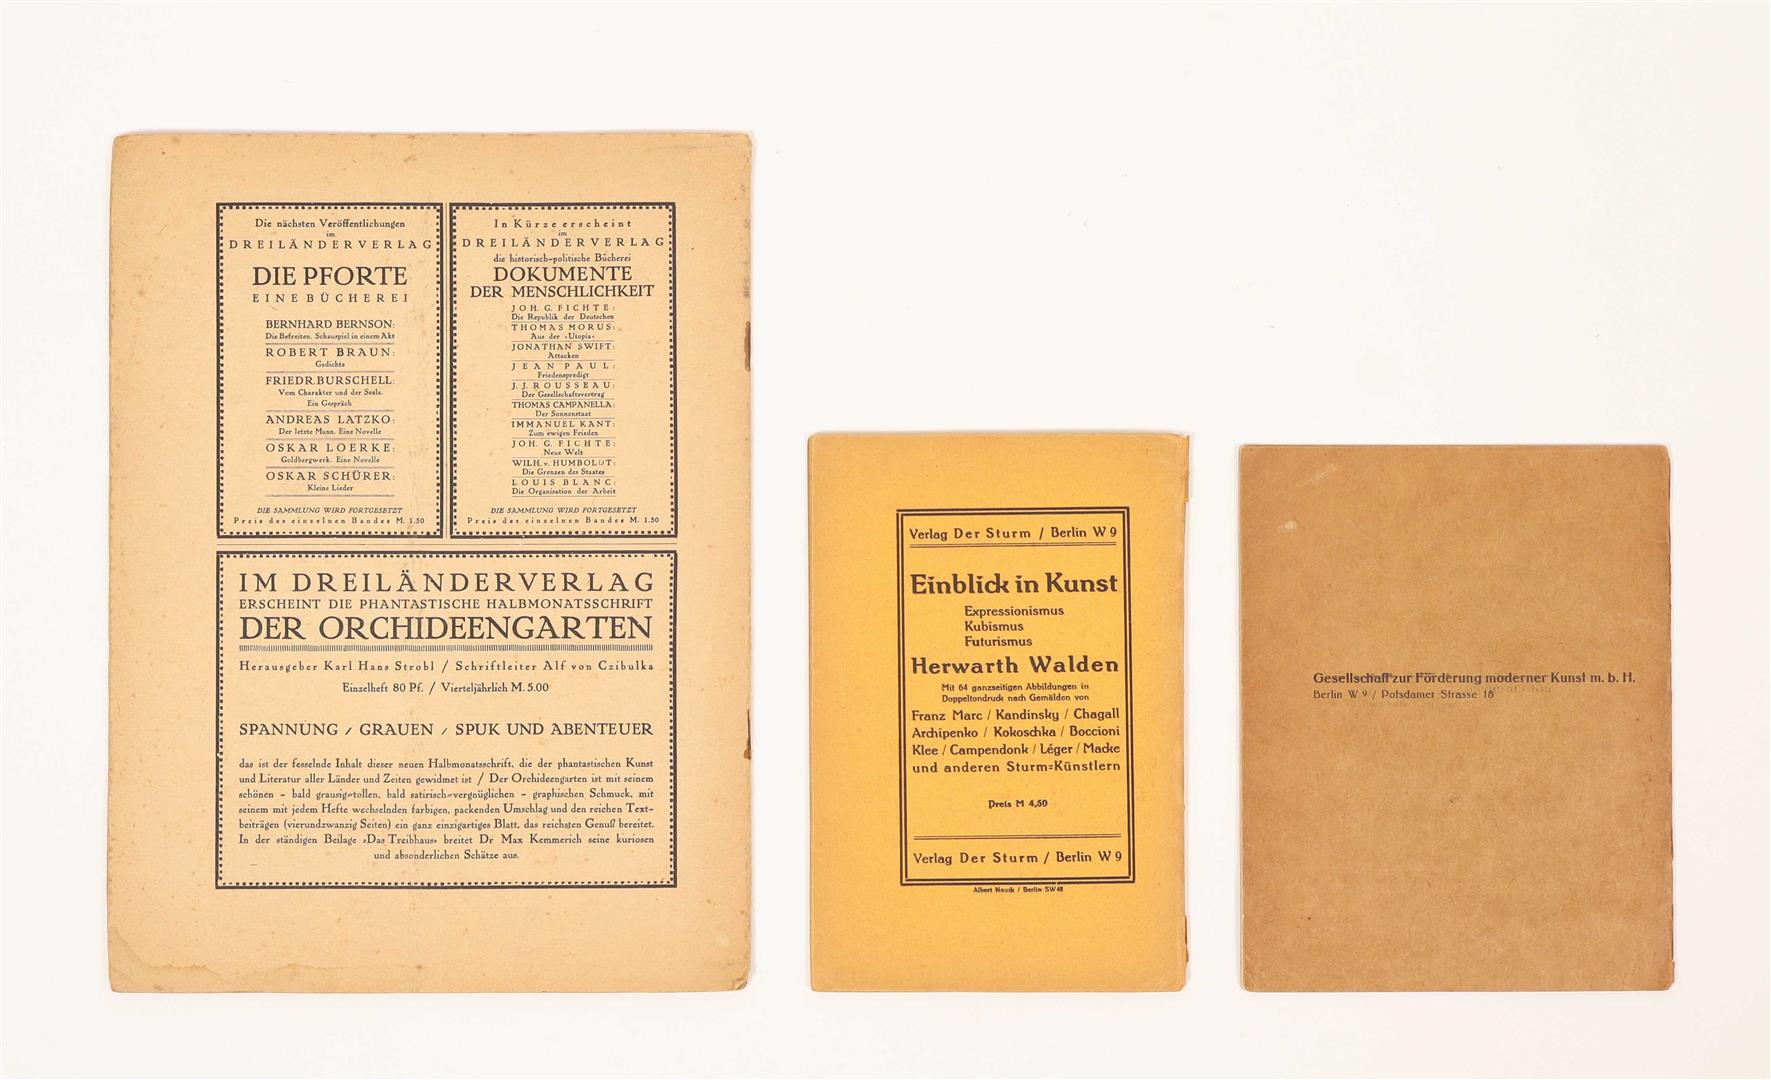 Die nächsten Veröffentlichungen
im
DREILÄNDERVERLAG
DIE PFORTE
EINE BÜCHEREI
BERNHARD BERNSON:
Die Befreiten. Schauspiel in einem Akt
ROBERT BRAUN:
Gedichte
FRIEDR. BURSCHELL:
Vom Charakter und der Seele.
Ein Gespräch
ANDREAS LATZKO:
Der letzte Mann. Eine Novelle
OSKAR LOERKE:
Goldbergwerk. Eine Novelle
OSKAR SCHÜRER:
Kleine Lieder
DIE SAMMLUNG WIRD FORTGESETZT
Preis des einzelnen Bandes M. 1.50
In Kürze erscheint
im
DREILÄNDERVERLAG
die historisch-politische Bücherei
DOKUMENTE
DER MENSCHLICHKEIT
JOH. G. FICHTE:
Die Republik der Deutschen
THOMAS MORUS:
Aus der »Utopia«
JONATHAN SWIFT:
Attacken
JEAN PAUL:
Friedenspredigt
J. J. ROUSSEAU:
Der Gesellschaftsvertrag
THOMAS CAMPANELLA:
Der Sonnenstaat
IMMANUEL KANT:
Zum ewigen Frieden
JOH. G. FICHTE:
Neue Welt
WILH. v. HUMBOLDT:
Die Grenzen des Staates
LOUIS BLANC:
Die Organisation der Arbeit
DIE SAMMLUNG WIRD FORTGESETZT
Preis des einzelnen Bandes M. 1.50
IM DREILÄNDERVERLAG
ERSCHEINT DIE PHANTASTISCHE HALBMONATSSCHRIFT
DER ORCHIDEENGARTEN
Herausgeber Karl Hans Strobl / Schriftleiter Alf von Czibulka
Einzelheft 80 Pf. / Vierteljährlich M. 5.00
SPANNUNG / GRAUEN / SPUK UND ABENTEUER
das ist der fesselnde Inhalt dieser neuen Halbmonatsschrift, die der phantastischen Kunst
und Literatur aller Länder und Zeiten gewidmet ist / Der Orchideengarten ist mit seinem
schönen – bald grausig=tollen, bald satirisch=vergnüglichen – graphischen Schmuck, mit
seinem mit jedem Hefte wechselnden farbigen, packenden Umschlag und den reichen Text-
beiträgen (vierundzwanzig Seiten) ein ganz einzigartiges Blatt, das reichsten Genuß bereitet.
In der ständigen Beilage »Das Treibhaus« breitet Dr Max Kemmerich seine kuriosen
und absonderlichen Schätze aus.
Verlag Der Sturm / Berlin W 9
Einblick in Kunst
Expressionismus
Kubismus
Futurismus
Herwarth Walden
Mit 64 ganzseitigen Abbildungen in
Doppeltondruck nach Gemälden von
Franz Marc / Kandinsky / Chagall
Archipenko / Kokoschka / Boccioni
Klee / Campendonk / Léger / Macke
und anderen Sturm=Künstlern
Preis M 4,50
Verlag Der Sturm / Berlin W 9
Albert Nauck / Berlin SW 48
Gesellschaft zur Förderung moderner Kunst m. b. H.
Berlin W 9 / Potsdamer Strasse 18